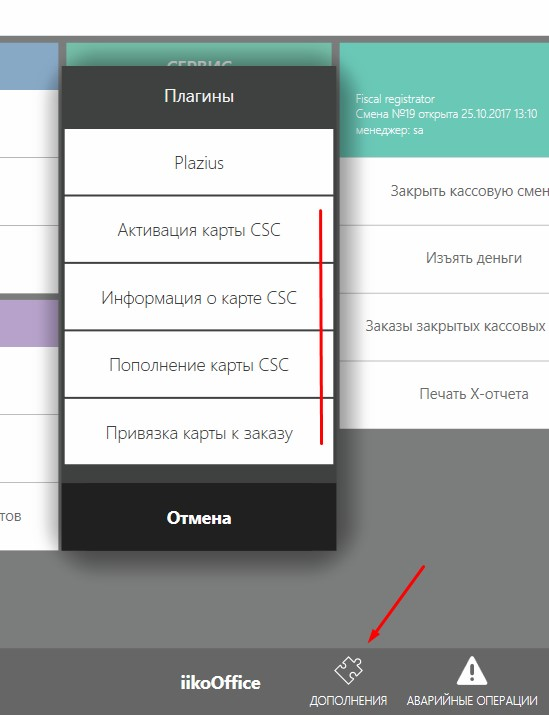 СЕРВИС
Плагины
Plazius
Активация карты CSC
Информация о карте CSC
Пополнение карты CSC
Привязка карты к заказу
Отмена
Fiscal registrator
Смена №19 открыта 25.10.2017 13:10
менеджер: sa
Закрыть кассовую смен
Изъять деньги
Заказы закрытых кассовых
Печать X-отчета
тов
iikoOffice
ДОПОЛНЕНИЯ
АВАРИЙНЫЕ ОПЕРАЦИИ